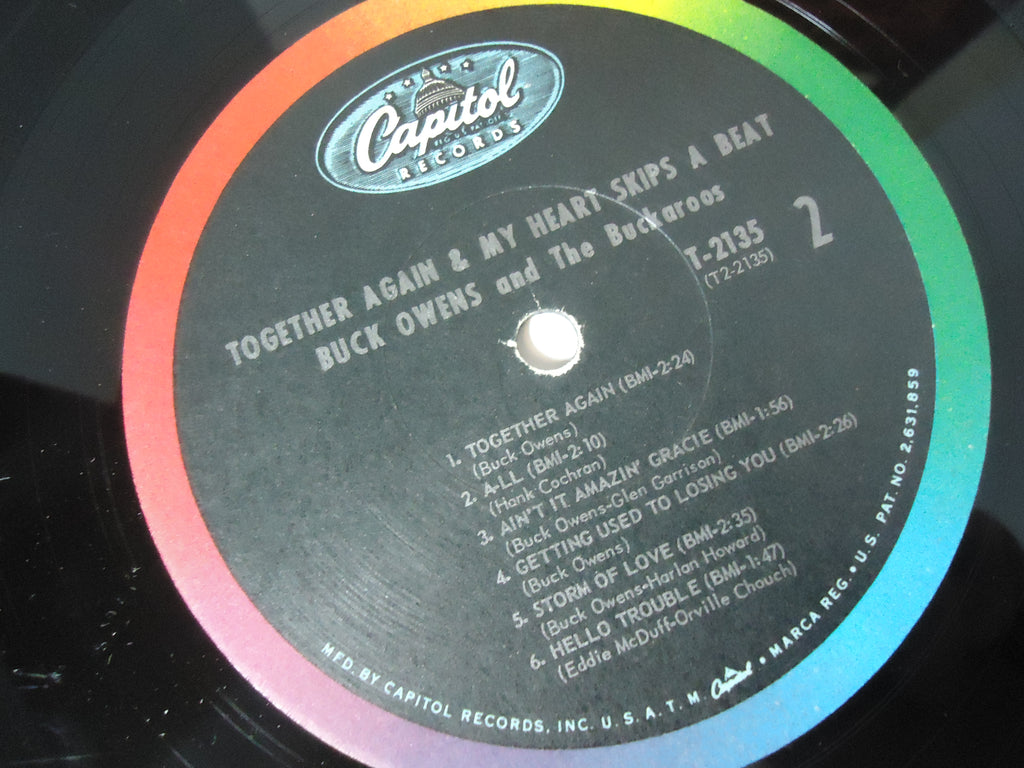 Capitol
RECORDS
TOGETHER AGAIN & MY HEART SKIPS A BEAT
BUCK OWENS and The Buckaroos
T-2135
(T2-2135)
2
1. TOGETHER AGAIN (BMI-2:24)
(Buck Owens)
2. A-LL (BMI-2:10)
(Hank Cochran)
3. AIN'T IT AMAZIN' GRACIE (BMI-1:56)
(Buck Owens-Glen Garrison)
4. GETTING USED TO LOSING YOU (BMI-2:26)
(Buck Owens)
5. STORM OF LOVE (BMI-2:35)
(Buck Owens-Harlan Howard)
6. HELLO TROUBLE (BMI-1:47)
(Eddie McDuff-Orville Chouch)
MFD. BY CAPITOL RECORDS, INC. U. S. A. T. M. Capitol • MARCA REG. • U.S. PAT. NO. 2,631,859